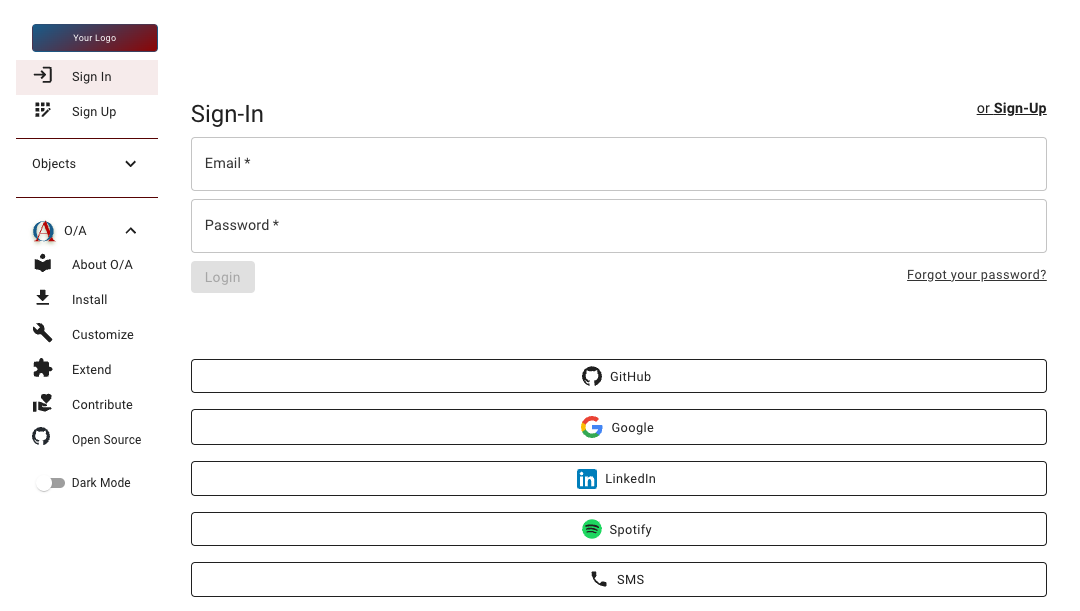 Your Logo
Sign In
Sign Up
Objects
O/A
About O/A
Install
Customize
Extend
Contribute
Open Source
Dark Mode
Sign-In
or Sign-Up
Email *
Password *
Login
Forgot your password?
GitHub
Google
LinkedIn
Spotify
SMS